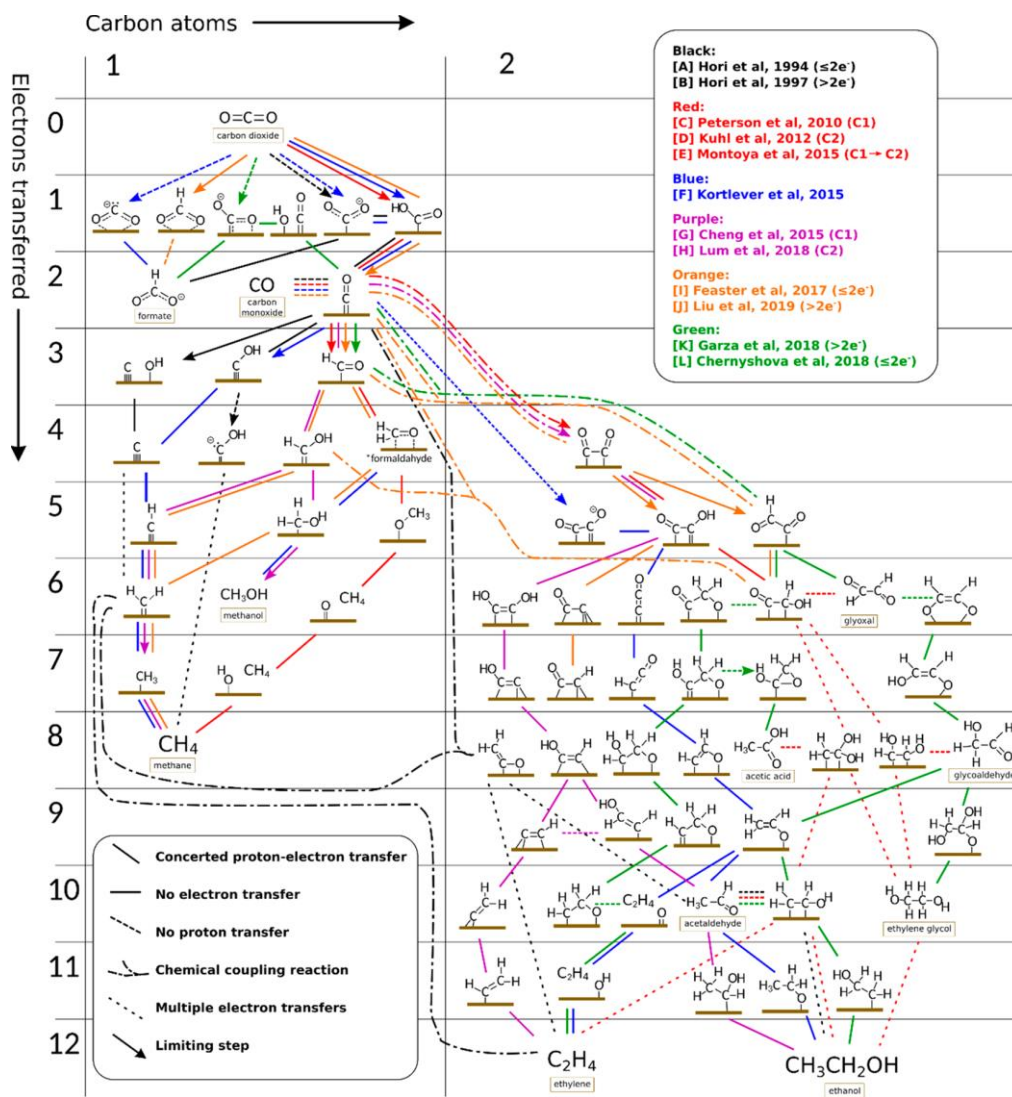 Carbon atoms
Electrons transferred
1
2
Black:
[A] Hori et al, 1994 (≤2e⁻)
[B] Hori et al, 1997 (>2e⁻)
Red:
[C] Peterson et al, 2010 (C1)
[D] Kuhl et al, 2012 (C2)
[E] Montoya et al, 2015 (C1→ C2)
Blue:
[F] Kortlever et al, 2015
Purple:
[G] Cheng et al, 2015 (C1)
[H] Lum et al, 2018 (C2)
Orange:
[I] Feaster et al, 2017 (≤2e⁻)
[J] Liu et al, 2019 (>2e⁻)
Green:
[K] Garza et al, 2018 (>2e⁻)
[L] Chernyshova et al, 2018 (≤2e⁻)
0
O=C=O
carbon dioxide
1
2
CO
carbon
monoxide
formate
3
4
*formaldahyde
5
6
CH₃OH
methanol
CH₄
glyoxal
7
CH₃
CH₄
8
CH₄
methane
acetic acid
glycoaldehyde
9
10
C₂H₄
acetaldehyde
ethylene glycol
11
C₂H₄
12
C₂H₄
ethylene
CH₃CH₂OH
ethanol
Concerted proton-electron transfer
No electron transfer
No proton transfer
Chemical coupling reaction
Multiple electron transfers
Limiting step